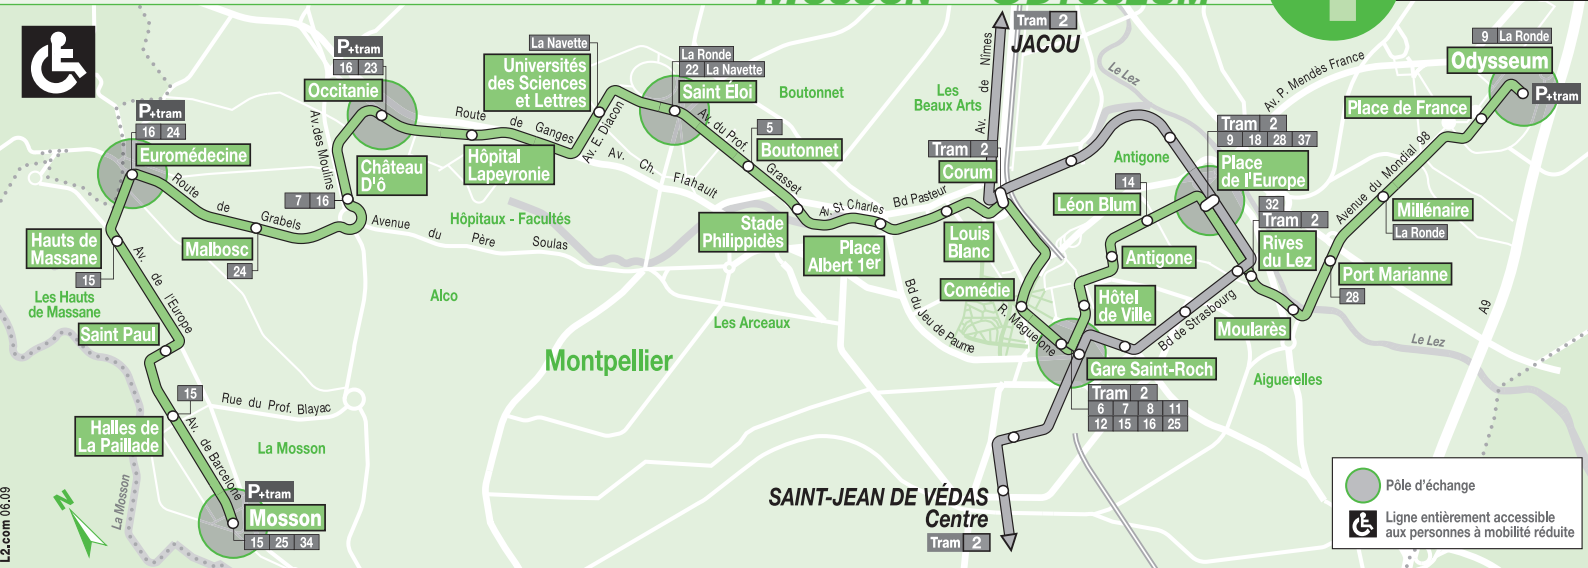 MOSSON - ODYSSEUM
1
Tram 2
JACOU
9 La Ronde
Odysseum
P+tram
Place de France
Av. P. Mendès France
Avenue du Mondial 98
Millénaire
La Ronde
Port Marianne
28
A9
Le Lez
Le Lez
Tram 2
9 18 28 37
Place
de l'Europe
32
Tram 2
Rives
du Lez
Moularès
Aiguerelles
Antigone
14
Léon Blum
Antigone
Hôtel
de Ville
Bd de Strasbourg
Gare Saint-Roch
Tram 2
6 7 8 11
12 15 16 25
Av. de Nîmes
Les
Beaux Arts
Tram 2
Corum
Louis
Blanc
Comédie
R. Maguelone
Bd du Jeu de Paume
Bd Pasteur
Av. St Charles
Place
Albert 1er
Stade
Philippidès
5
Boutonnet
Boutonnet
Av. du Prof. Grasset
La Ronde
22 La Navette
Saint Éloi
La Navette
Universités
des Sciences
et Lettres
Av. E. Diacon
Av. Ch. Flahault
Route de Ganges
Hôpital
Lapeyronie
P+tram
16 23
Occitanie
Av. des Moulins
Château
D'ô
7 16
Hôpitaux - Facultés
Avenue du Père Soulas
P+tram
16 24
Euromédecine
Route de Grabels
Malbosc
24
Hauts de
Massane
15
Les Hauts
de Massane
Av. de l'Europe
Saint Paul
Alco
Les Arceaux
Montpellier
15
Rue du Prof. Blayac
Halles de
La Paillade
Av. de Barcelone
La Mosson
La Mosson
P+tram
Mosson
15 25 34
N
L2.com 06.09
SAINT-JEAN DE VÉDAS
Centre
Tram 2
Pôle d'échange
Ligne entièrement accessible
aux personnes à mobilité réduite